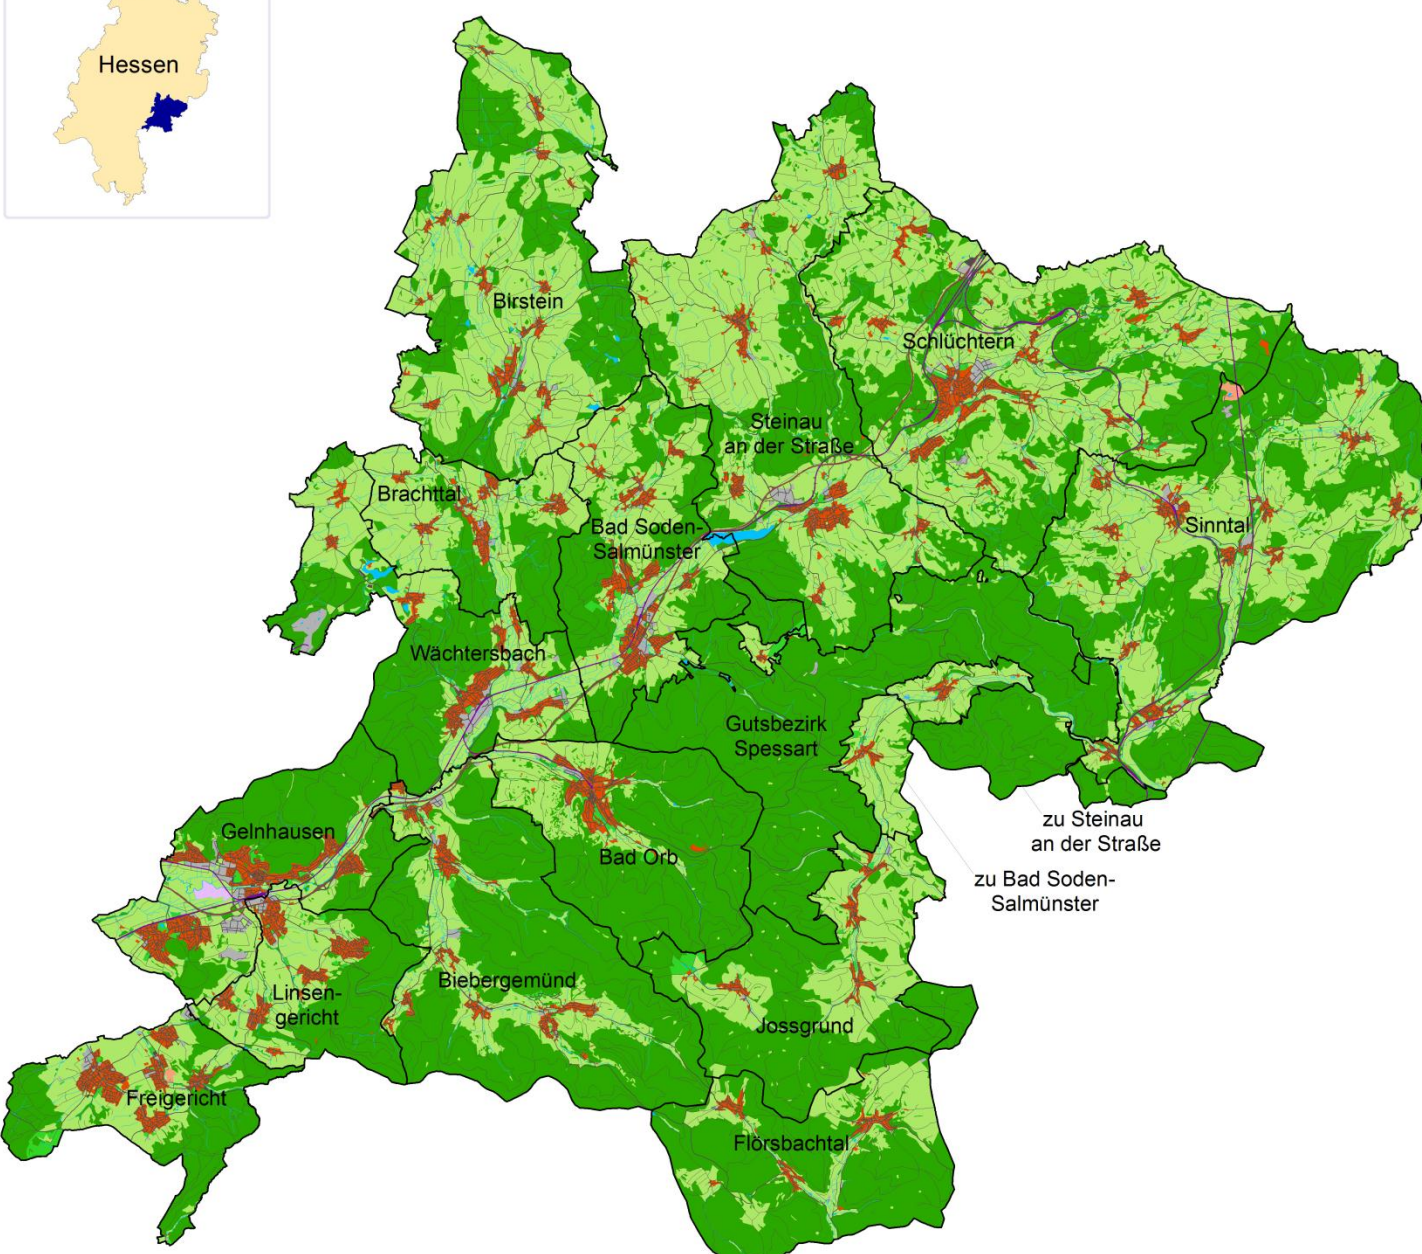 Hessen
Birstein
Schlüchtern
Steinau
an der Straße
Brachttal
Bad Soden-
Salmünster
Sinntal
Wächtersbach
Gutsbezirk
Spessart
zu Steinau
an der Straße
Gelnhausen
Bad Orb
zu Bad Soden-
Salmünster
Biebergemünd
Linsen-
gericht
Jossgrund
Freigericht
Flörsbachtal